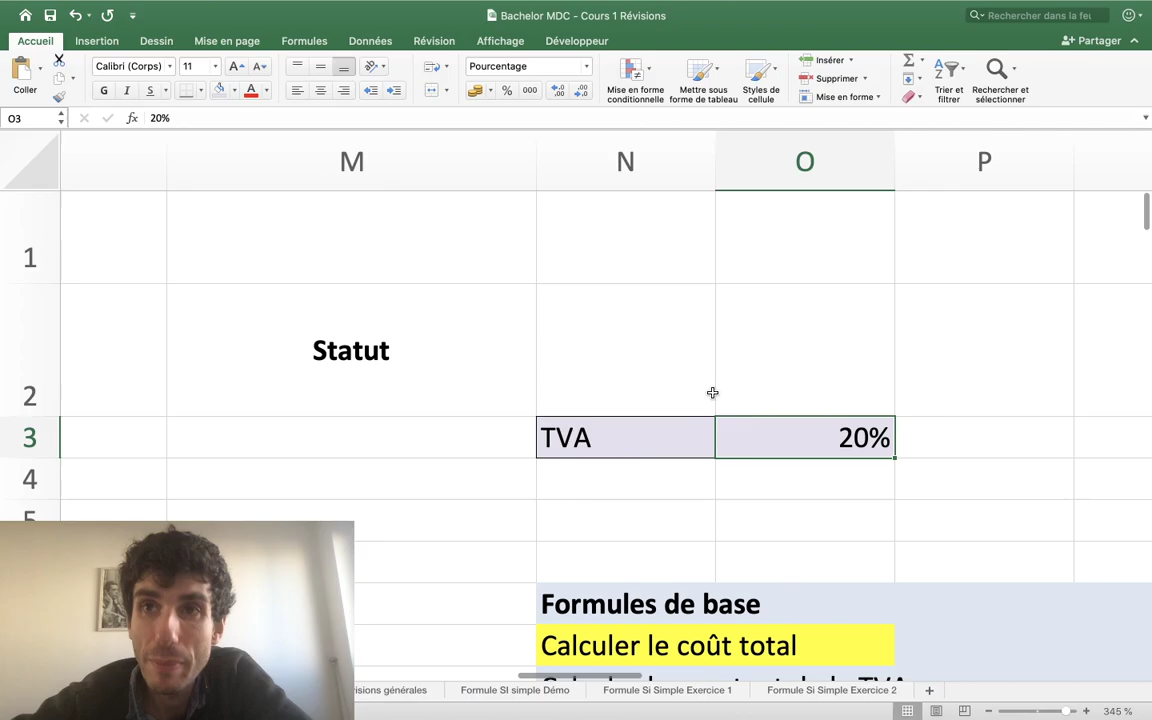 Bachelor MDC - Cours 1 Révisions
Rechercher dans la feu
Accueil Insertion Dessin Mise en page Formules Données Révision Affichage Développeur Partager
Coller
Calibri (Corps) 11 A A
G I S A
Pourcentage
% 000
Mise en forme conditionnelle
Mettre sous forme de tableau
Styles de cellule
Insérer
Supprimer
Mise en forme
Trier et filtrer
Rechercher et sélectionner
O3 fx 20%
M N O P
1
2 Statut
3 TVA 20%
4
5
Formules de base
Calculer le coût total
visions générales Formule SI simple Démo Formule Si Simple Exercice 1 Formule Si Simple Exercice 2
345 %